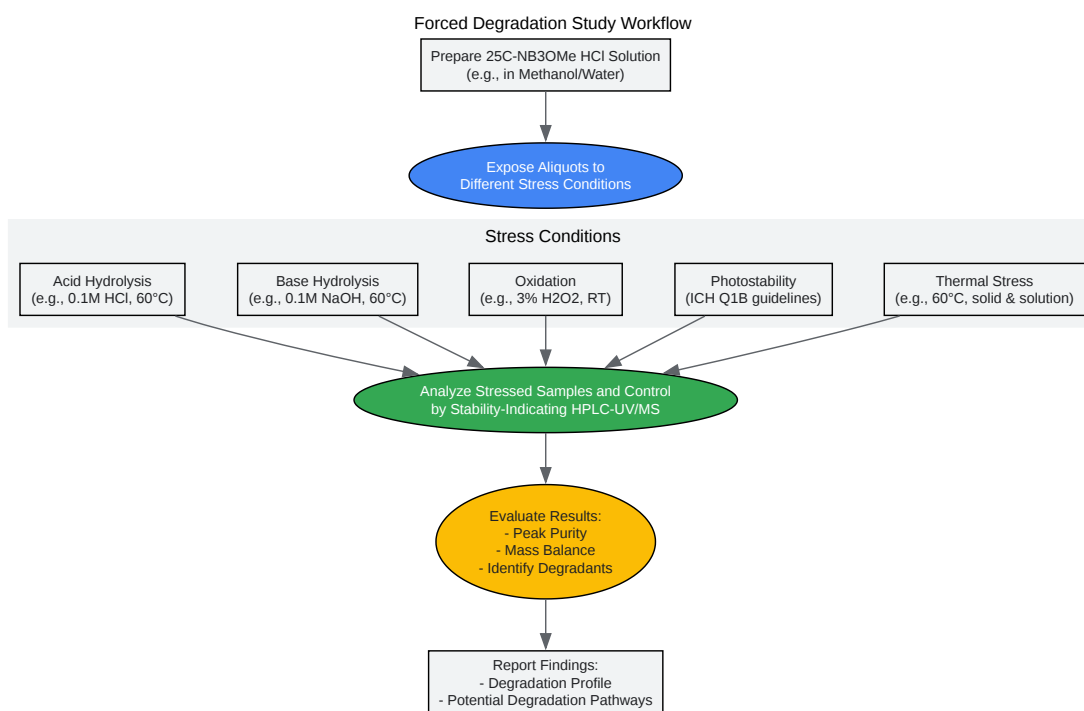 Forced Degradation Study Workflow
Prepare 25C-NB3OMe HCl Solution
(e.g., in Methanol/Water)
Expose Aliquots to
Different Stress Conditions
Stress Conditions
Acid Hydrolysis
(e.g., 0.1M HCl, 60°C)
Base Hydrolysis
(e.g., 0.1M NaOH, 60°C)
Oxidation
(e.g., 3% H2O2, RT)
Photostability
(ICH Q1B guidelines)
Thermal Stress
(e.g., 60°C, solid & solution)
Analyze Stressed Samples and Control
by Stability-Indicating HPLC-UV/MS
Evaluate Results:
- Peak Purity
- Mass Balance
- Identify Degradants
Report Findings:
- Degradation Profile
- Potential Degradation Pathways